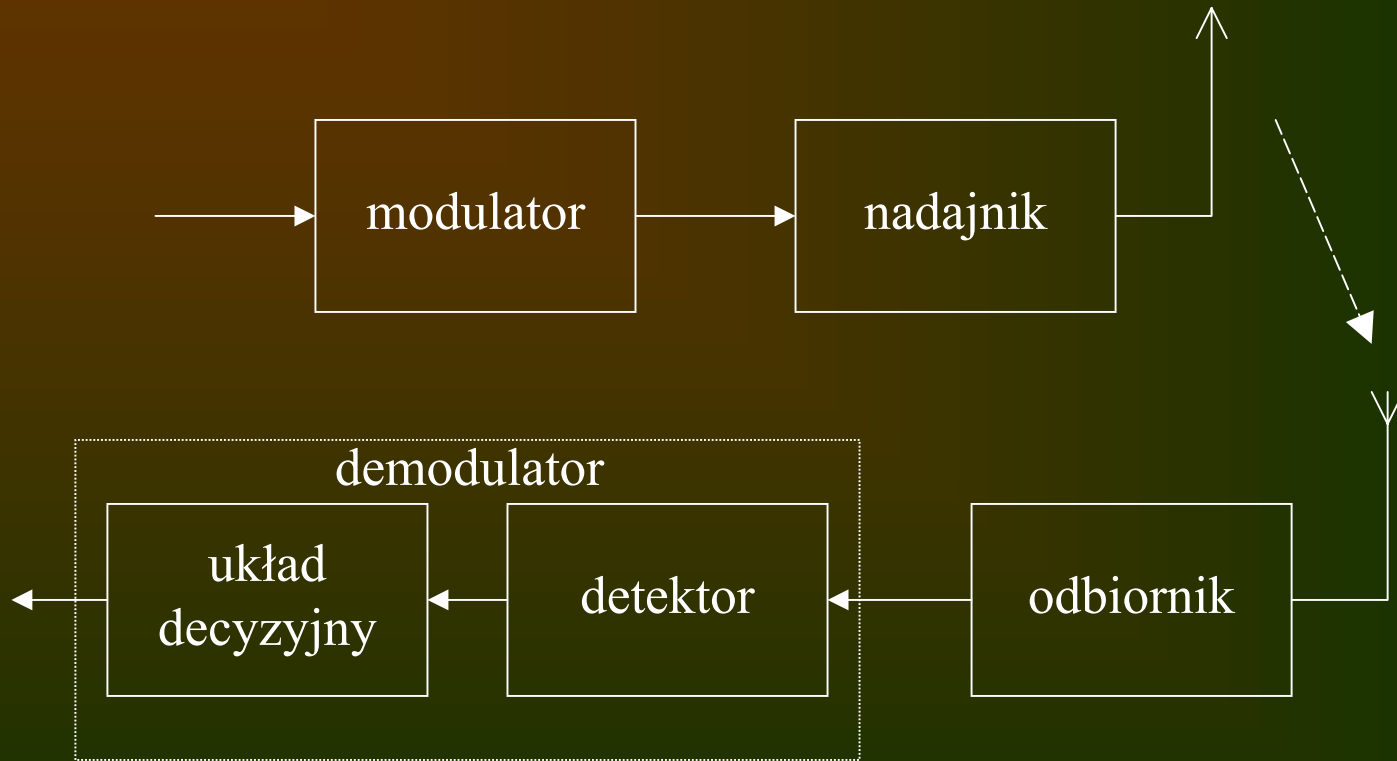 modulator
nadajnik
demodulator
układ
decyzyjny
detektor
odbiornik